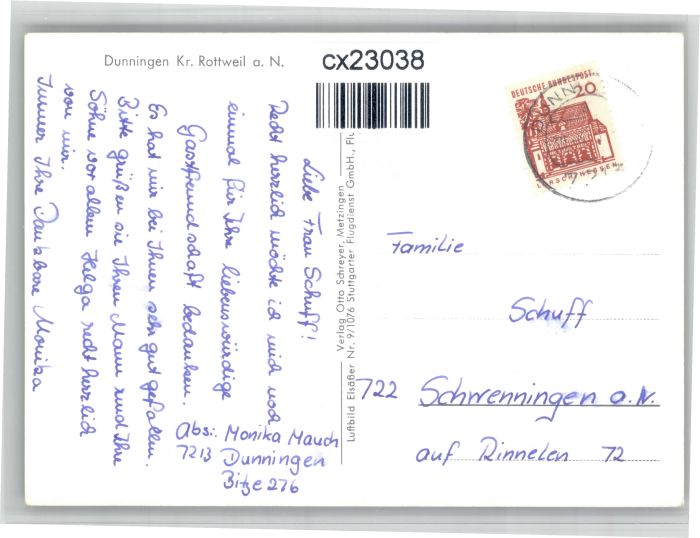 Dunningen Kr. Rottweil a. N.
cx23038
Liebe Frau Schuff!
Recht herzlich möchte ich mich noch
einmal für Ihre liebenswürdige
Gastfreundschaft bedanken.
Es hat mir bei Ihnen sehr gut gefallen.
Bitte grüßen sie Ihren Mann und Ihre
Söhne vor allem Helga recht herzlich
von mir.
Immer Ihre Dankbare Monika
Abs.: Monika Mauch
7213 Dunningen
Bitze 276
Verlag Otto Schreyer, Metzingen
Luftbild Elsäßer Nr. 9/1076 Stuttgarter Flugdienst GmbH., Flu
DEUTSCHE BUNDESPOST
20
LORSCH/HESSEN
Familie
Schuff
722 Schwenningen a.N.
auf Rinnelen 72